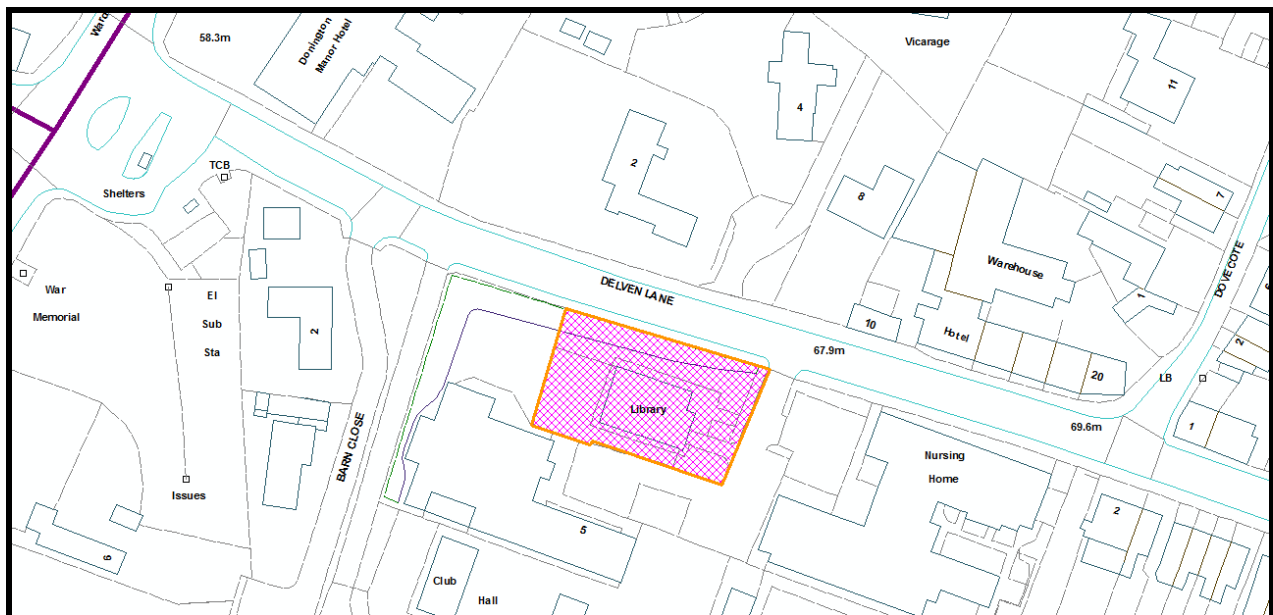 Ward
58.3m
Donington
Manor Hotel
Vicarage
11
4
2
TCB
Shelters
8
7
DOVE COTE
Warehouse
War
Memorial
El
Sub
Sta
2
DELVEN LANE
10
Hotel
1
6
2
67.9m
20
LB
Library
BARN CLOSE
69.6m
1
Nursing
Home
Issues
2
5
6
Club
Hall